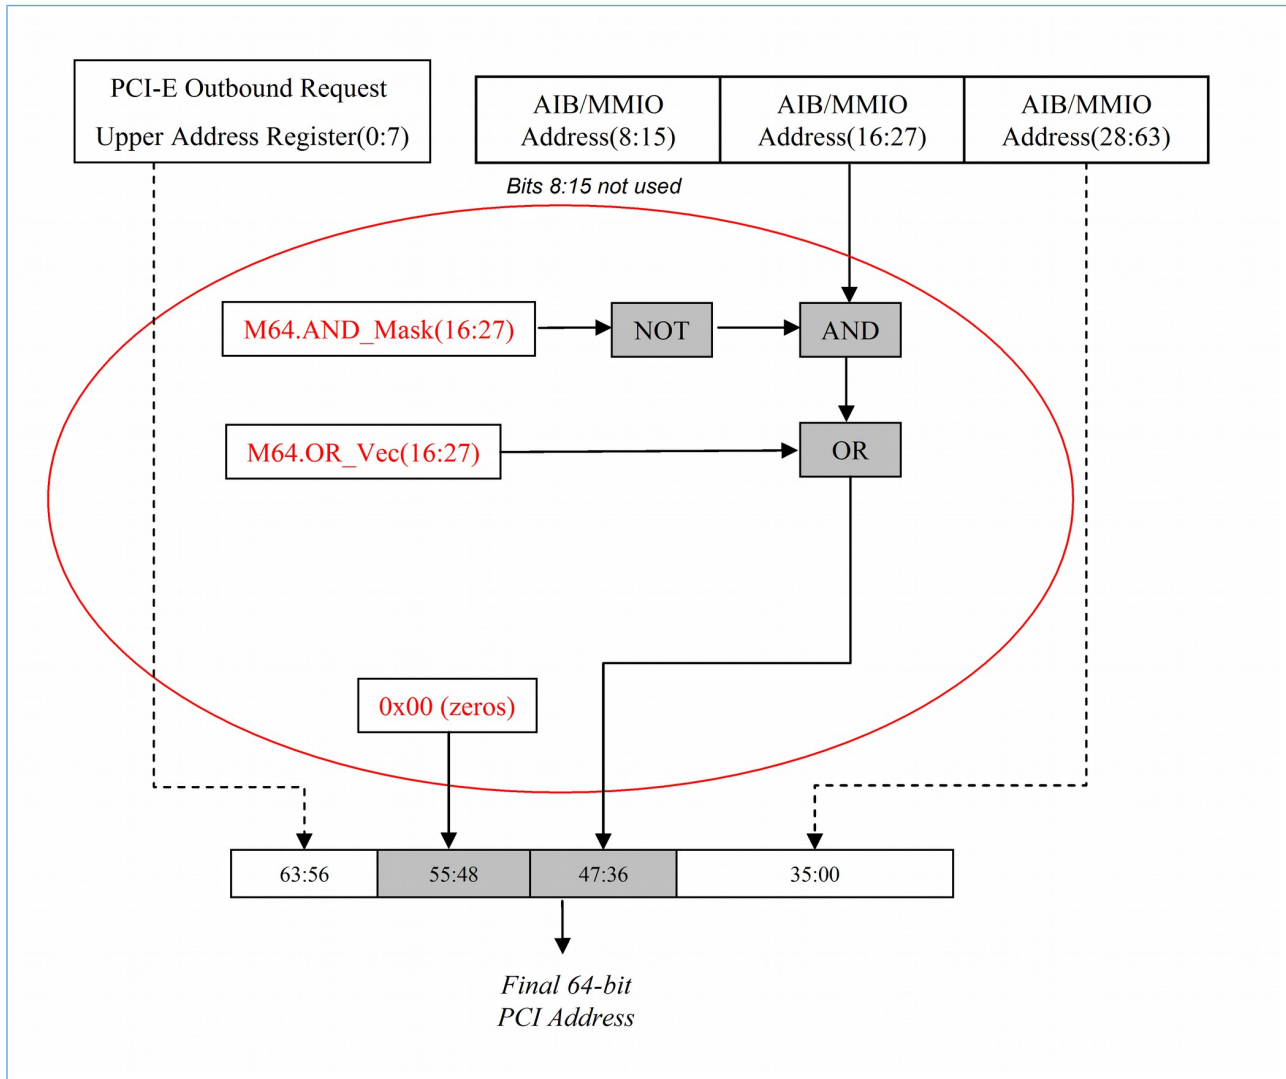 PCI-E Outbound Request
Upper Address Register(0:7)
AIB/MMIO
Address(8:15)
AIB/MMIO
Address(16:27)
AIB/MMIO
Address(28:63)
Bits 8:15 not used
M64.AND_Mask(16:27)
NOT
AND
M64.OR_Vec(16:27)
OR
0x00 (zeros)
63:56
55:48
47:36
35:00
Final 64-bit
PCI Address